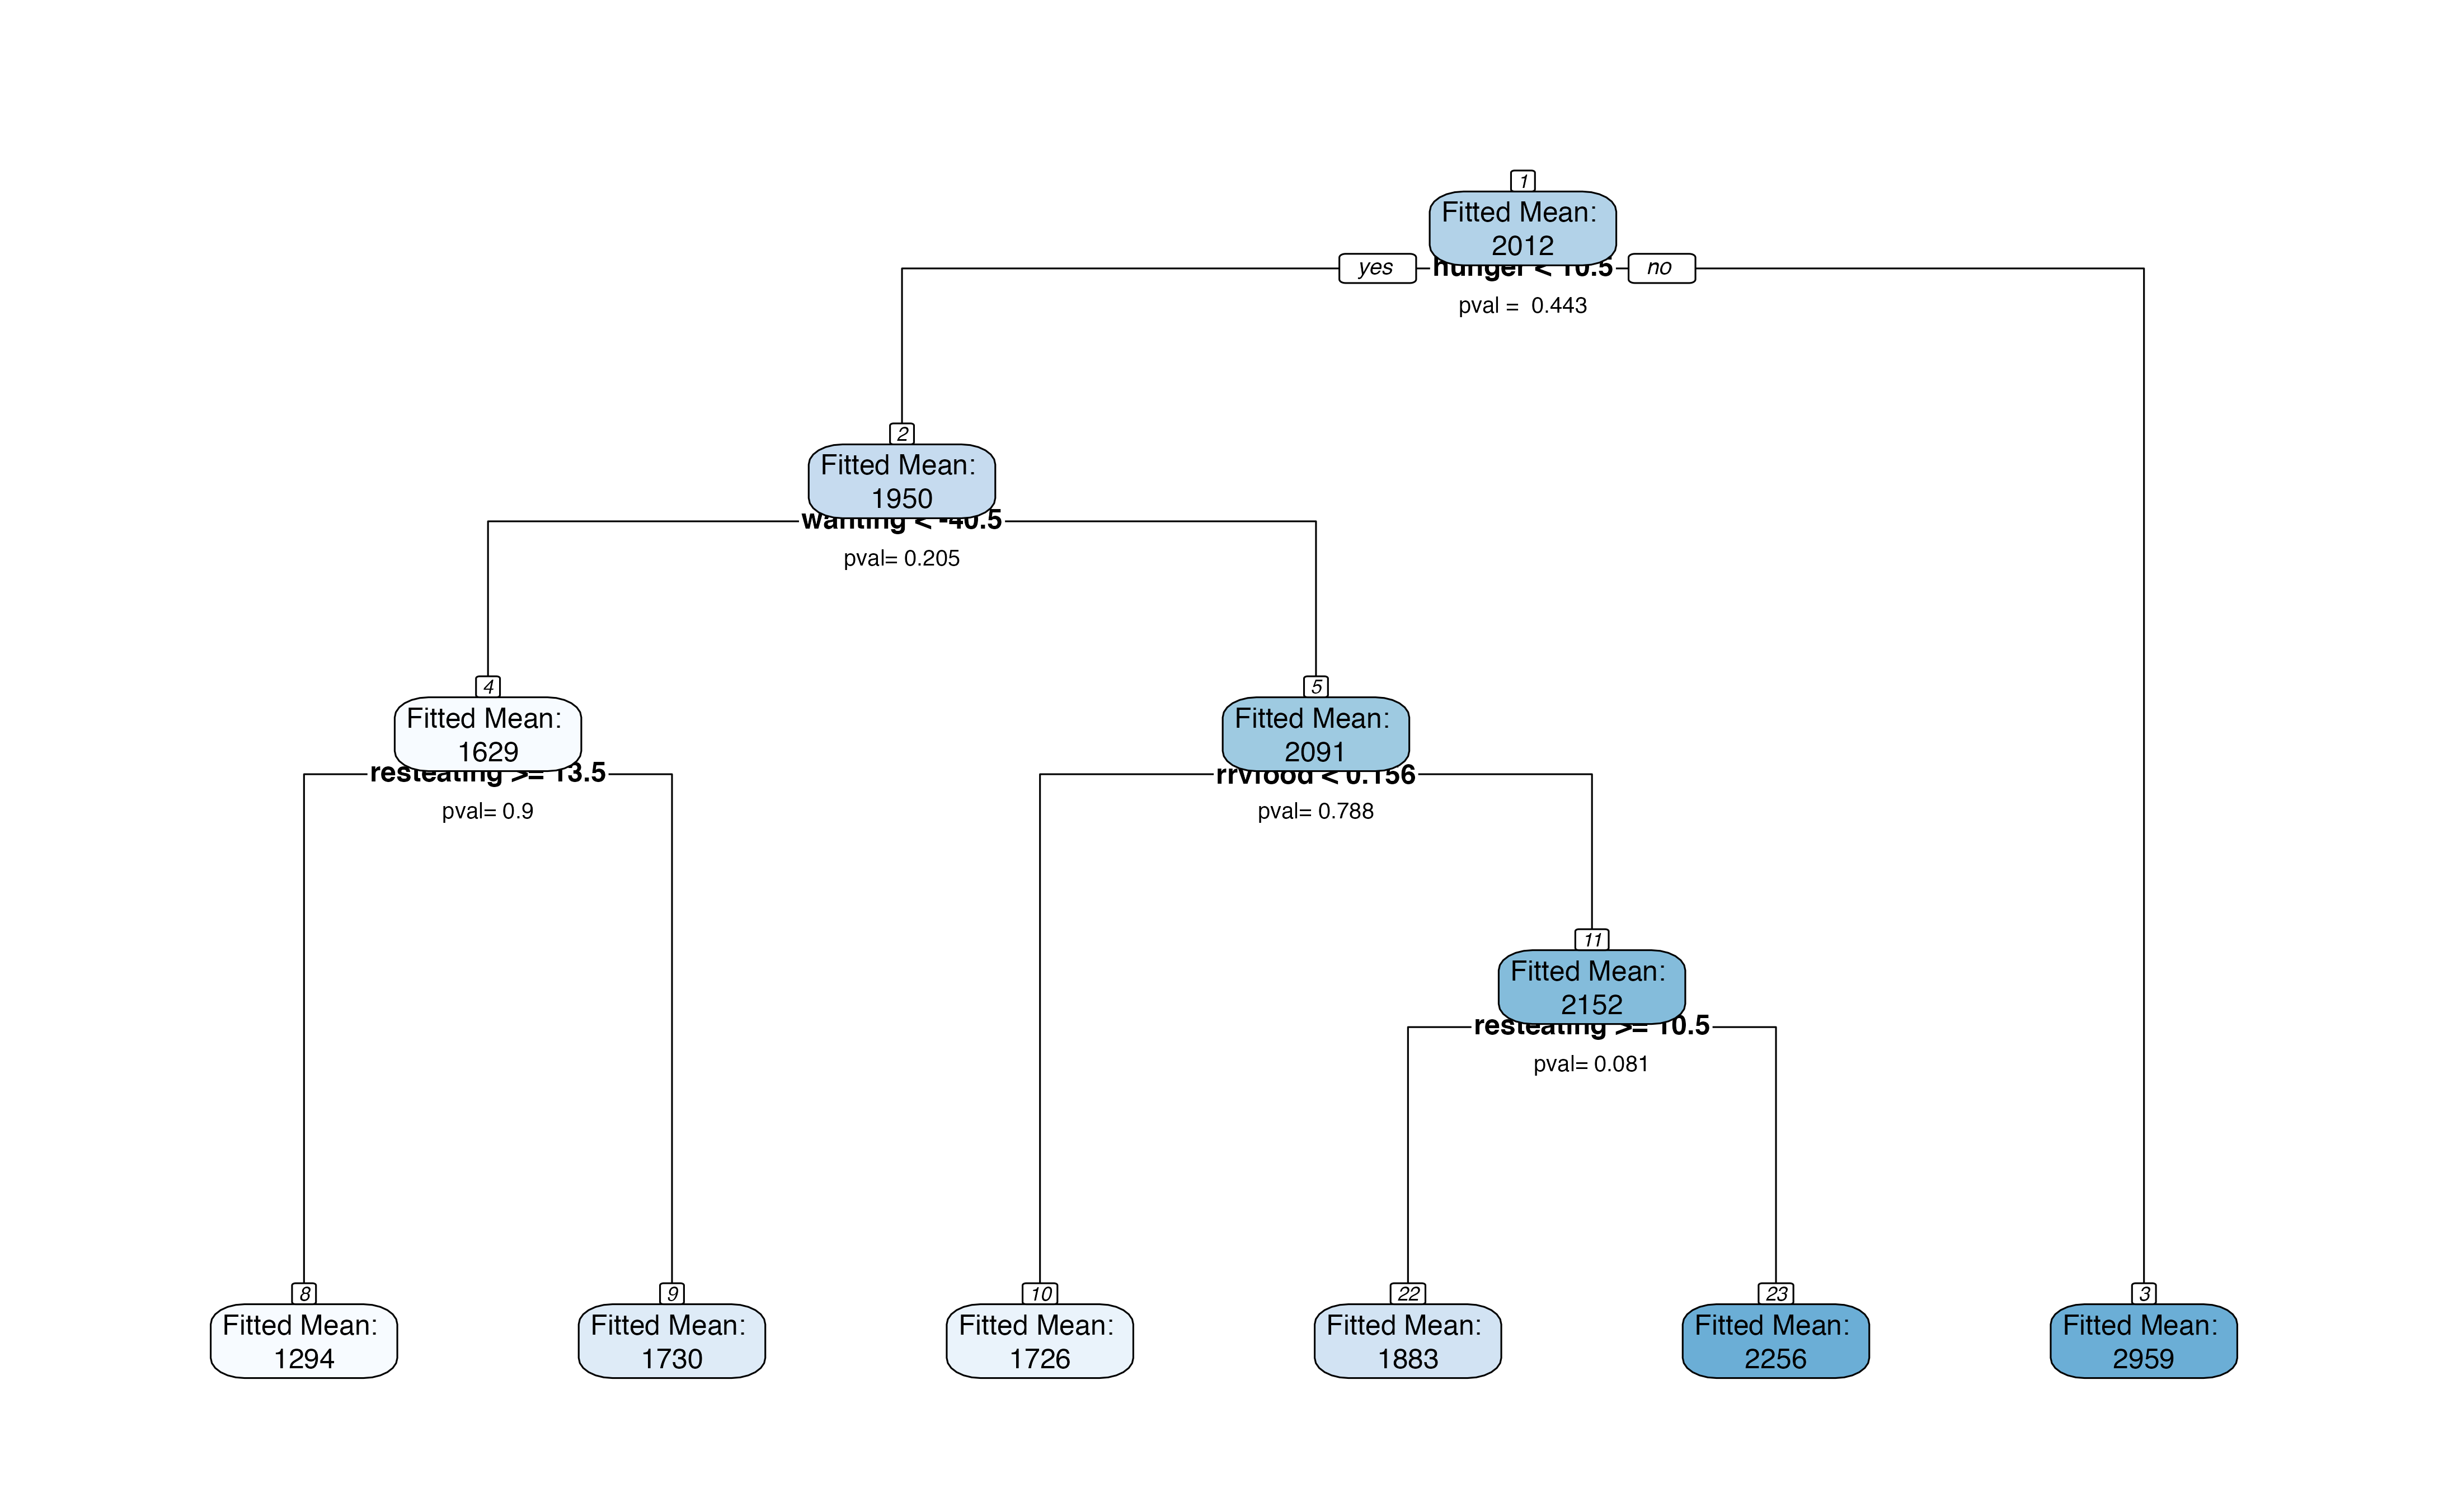 1
Fitted Mean:
2012
yes hunger < 10.5 no
pval = 0.443
2
Fitted Mean:
1950
wanting < -40.5
pval= 0.205
4 5
Fitted Mean: Fitted Mean:
1629 2091
resteating >= 13.5 rrvfood < 0.156
pval= 0.9 pval= 0.788
11
Fitted Mean:
2152
resteating >= 10.5
pval= 0.081
8 9 10 22 23 3
Fitted Mean: Fitted Mean: Fitted Mean: Fitted Mean: Fitted Mean: Fitted Mean:
1294 1730 1726 1883 2256 2959